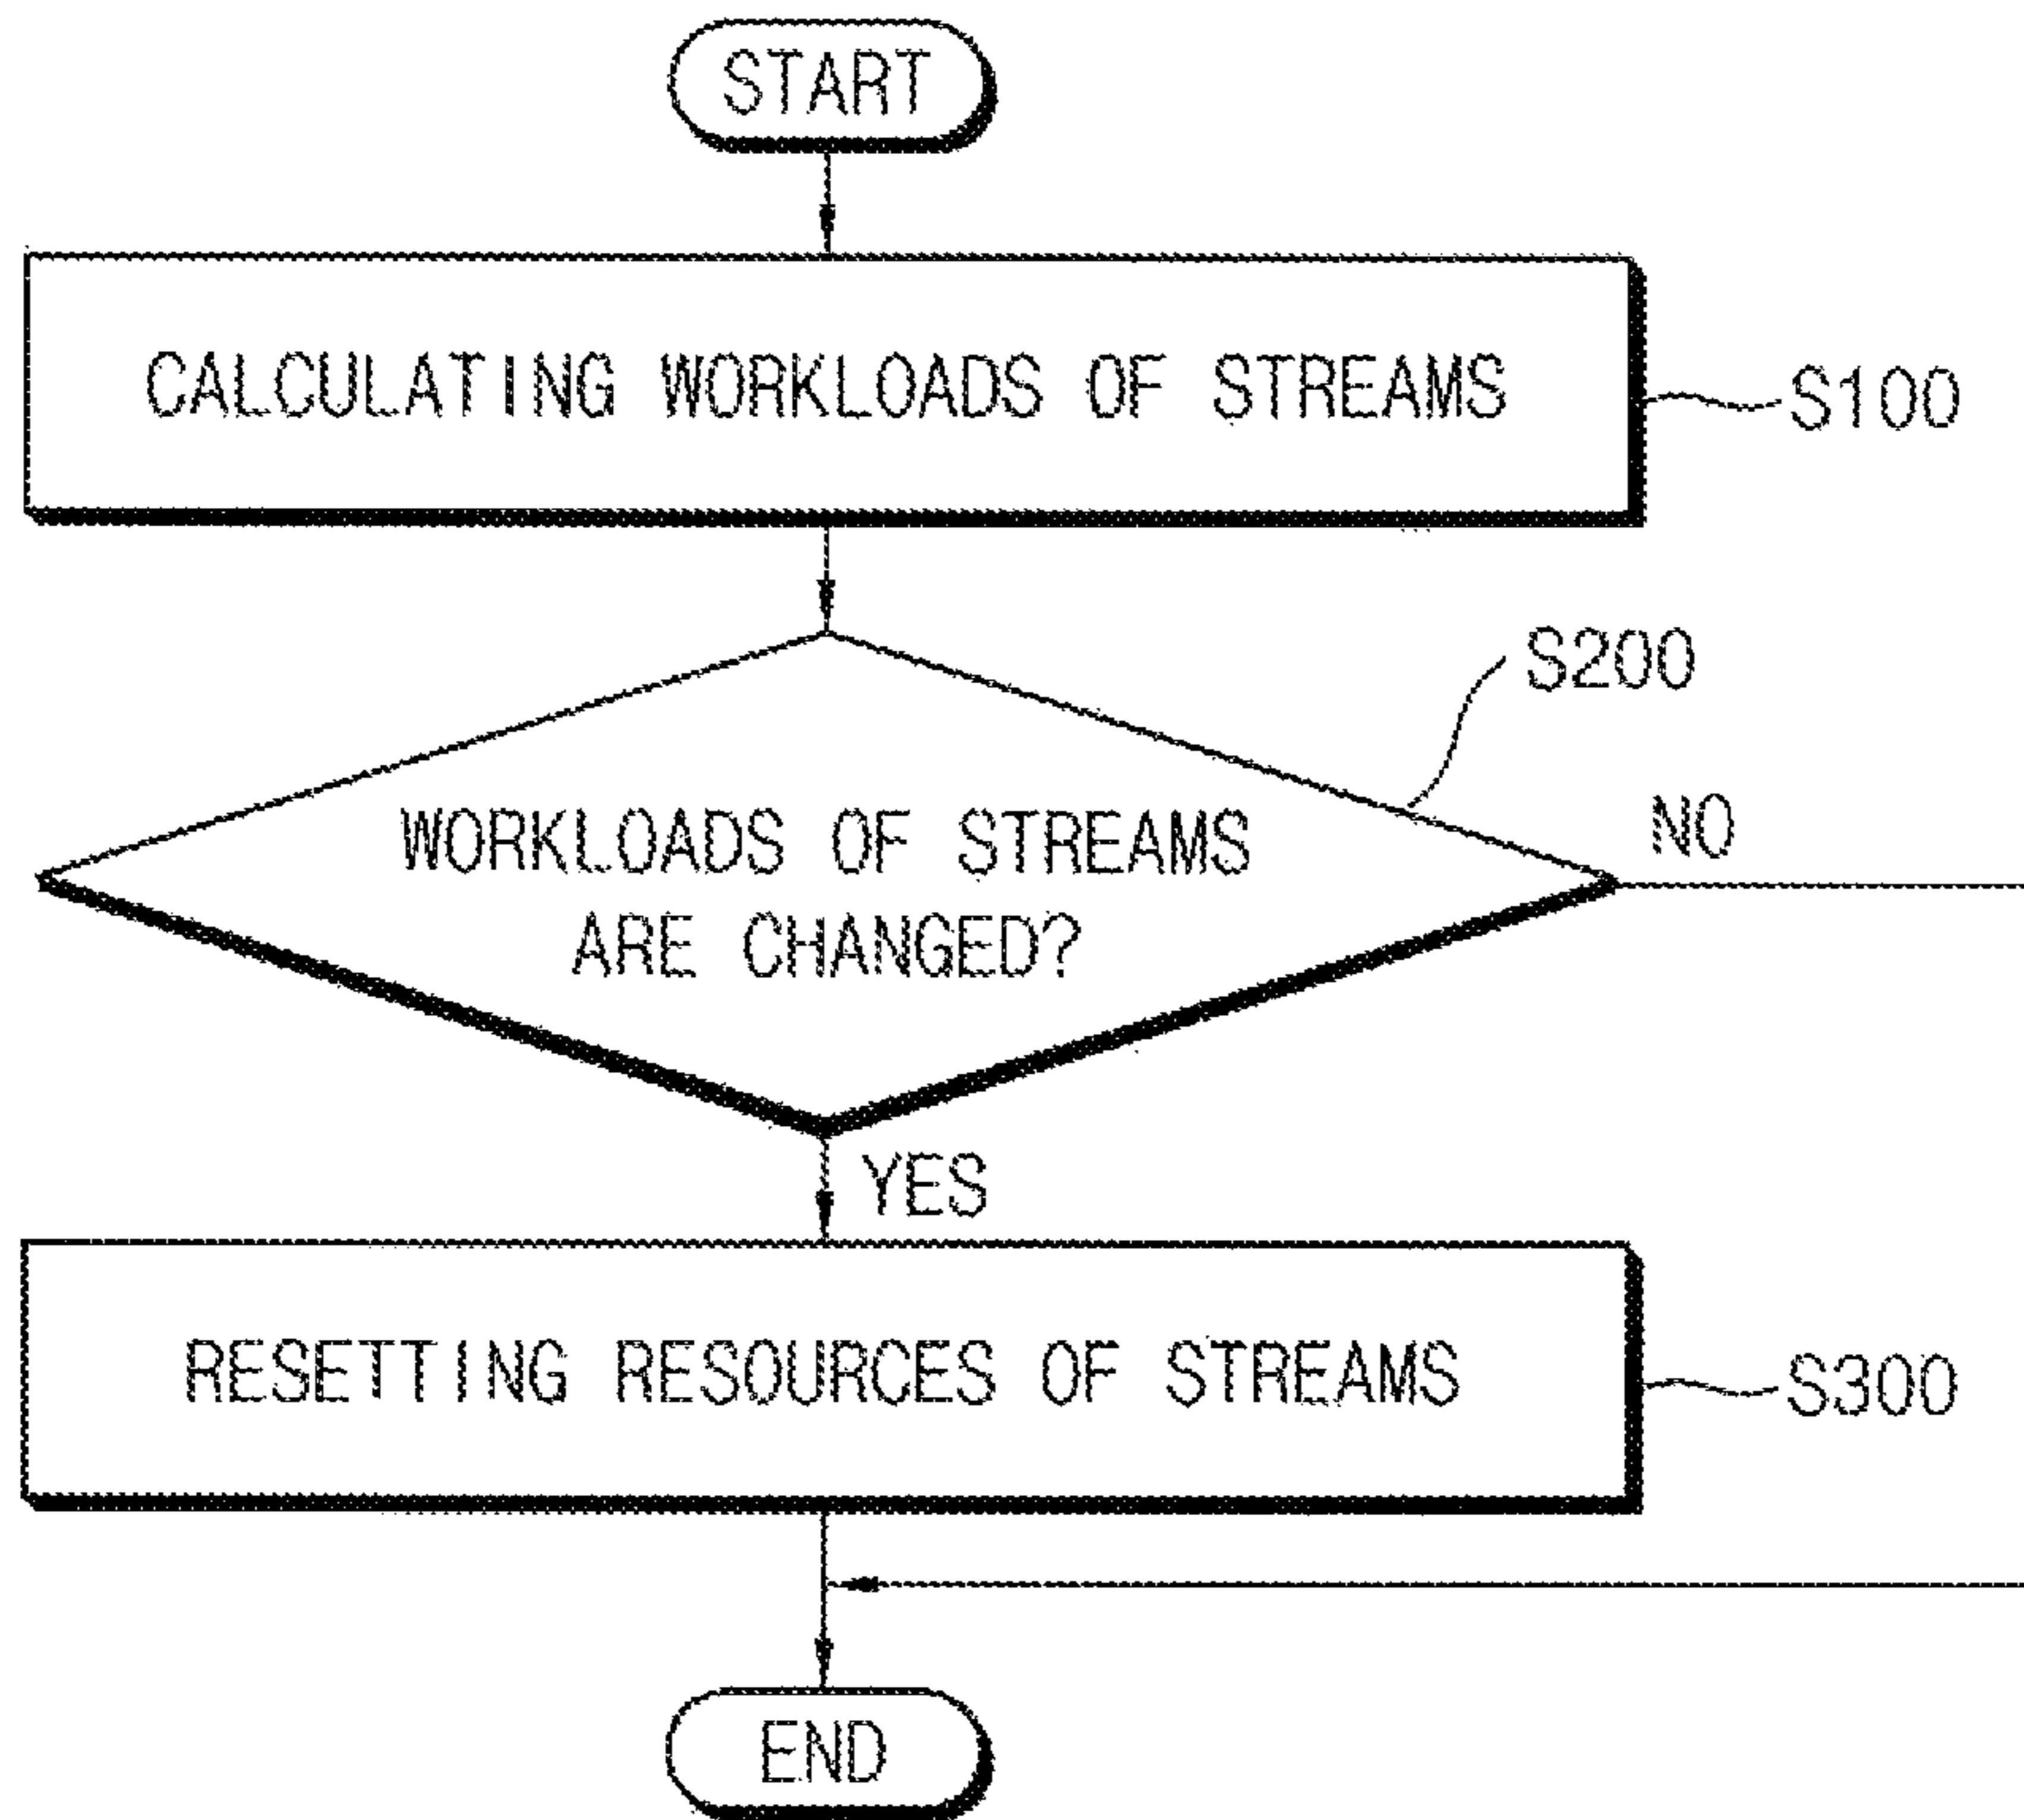 START
CALCULATING WORKLOADS OF STREAMS
S100
S200
WORKLOADS OF STREAMS
ARE CHANGED?
NO
YES
RESETTING RESOURCES OF STREAMS
S300
END